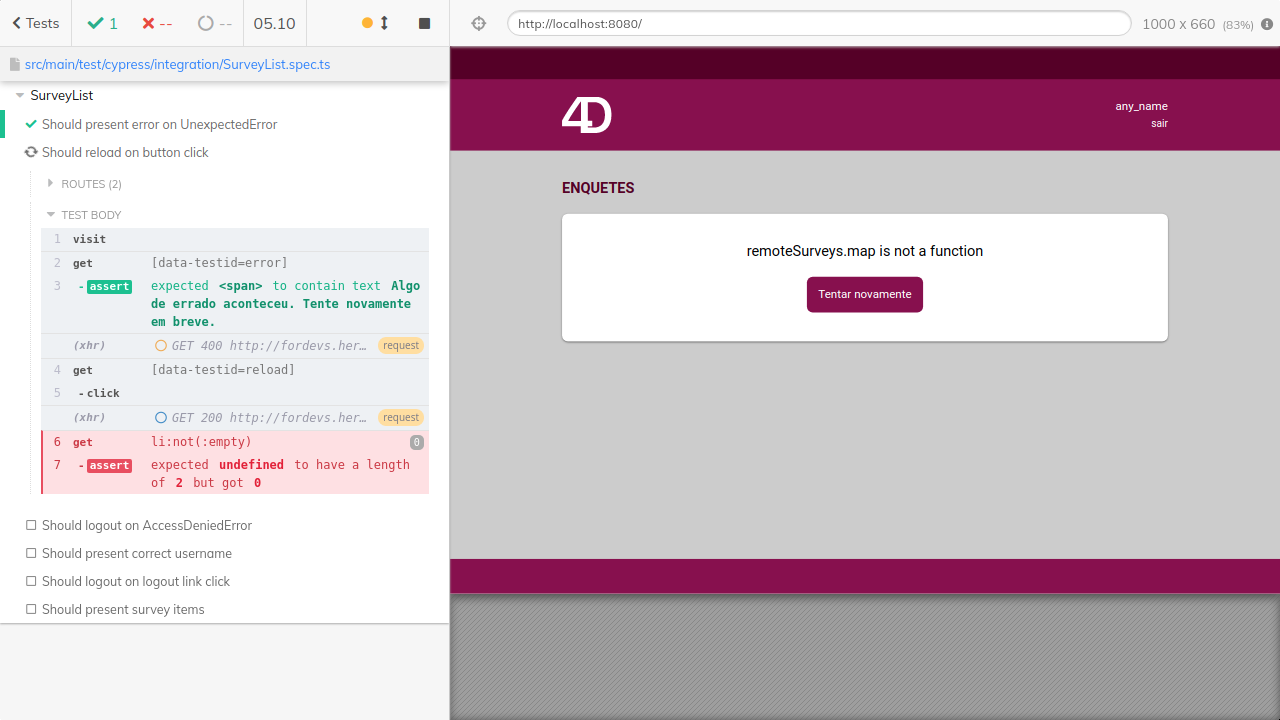 Tests
1
--
--
05.10
http://localhost:8080/
1000 x 660 (83%)
src/main/test/cypress/integration/SurveyList.spec.ts
SurveyList
Should present error on UnexpectedError
Should reload on button click
ROUTES (2)
TEST BODY
1 visit
2 get [data-testid=error]
3 -assert expected <span> to contain text Algo
de errado aconteceu. Tente novamente
em breve.
(xhr) GET 400 http://fordevs.her… request
4 get [data-testid=reload]
5 -click
(xhr) GET 200 http://fordevs.her… request
6 get li:not(:empty) 0
7 -assert expected undefined to have a length
of 2 but got 0
Should logout on AccessDeniedError
Should present correct username
Should logout on logout link click
Should present survey items
4D
any_name
sair
ENQUETES
remoteSurveys.map is not a function
Tentar novamente